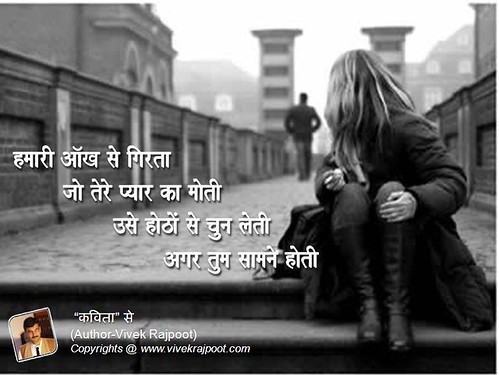 हमारी ऑख से गिरता
जो तेरे प्यार का मोती
उसे होठों से चुन लेती
अगर तुम सामने होती
“कविता” से
(Author-Vivek Rajpoot)
Copyrights @ www.vivekrajpoot.com